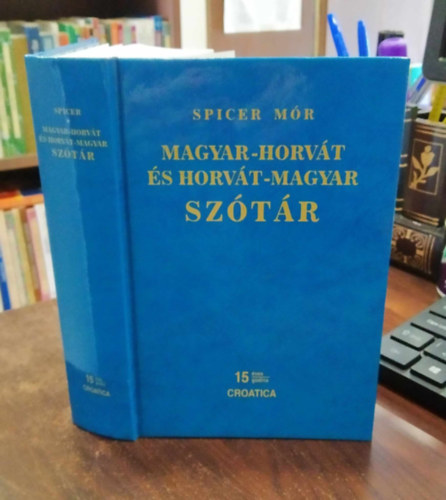 SPICER
MAGYAR-HORVÁT
ÉS HORVÁT-MAGYAR
SZÓTÁR
15
CROATICA
SPICER MÓR
MAGYAR-HORVÁT
ÉS HORVÁT-MAGYAR
SZÓTÁR
15
CROATICA